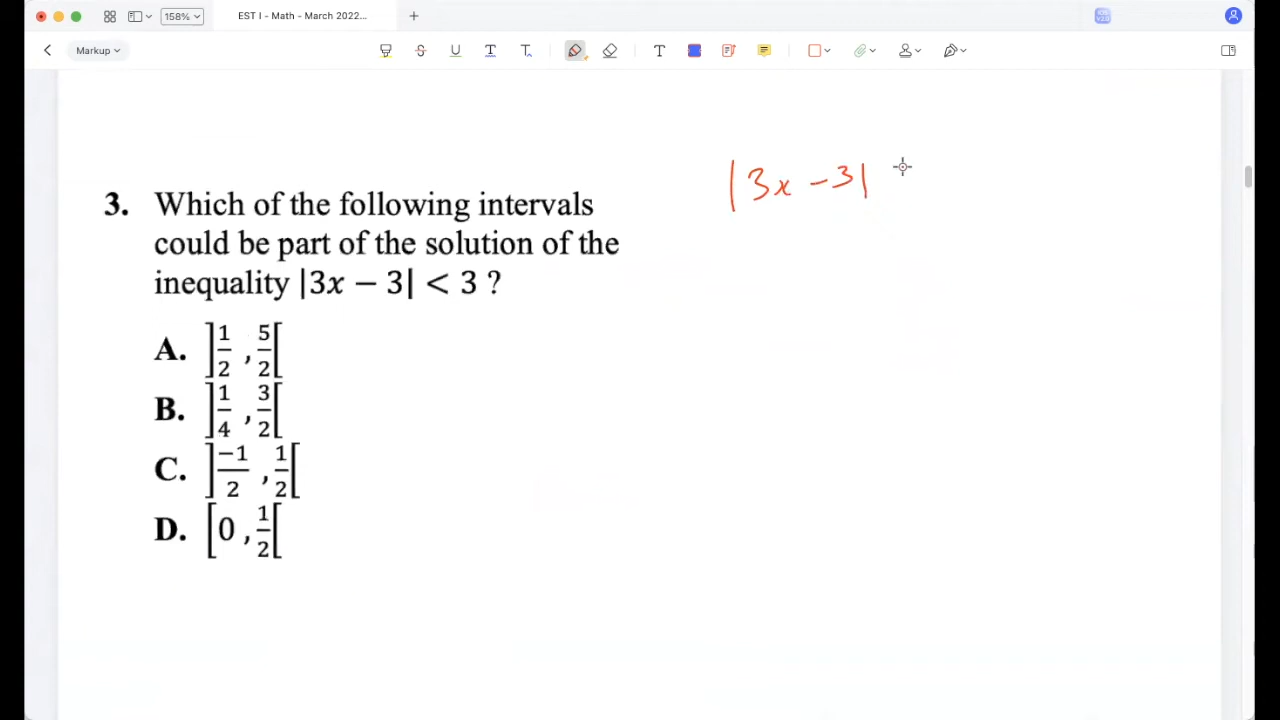 158%
EST I - Math - March 2022...
Markup
|3x - 3|
3. Which of the following intervals
could be part of the solution of the
inequality |3x − 3| < 3 ?
A. ]1/2 , 5/2[
B. ]1/4 , 3/2[
C. ]−1/2 , 1/2[
D. [0 , 1/2[